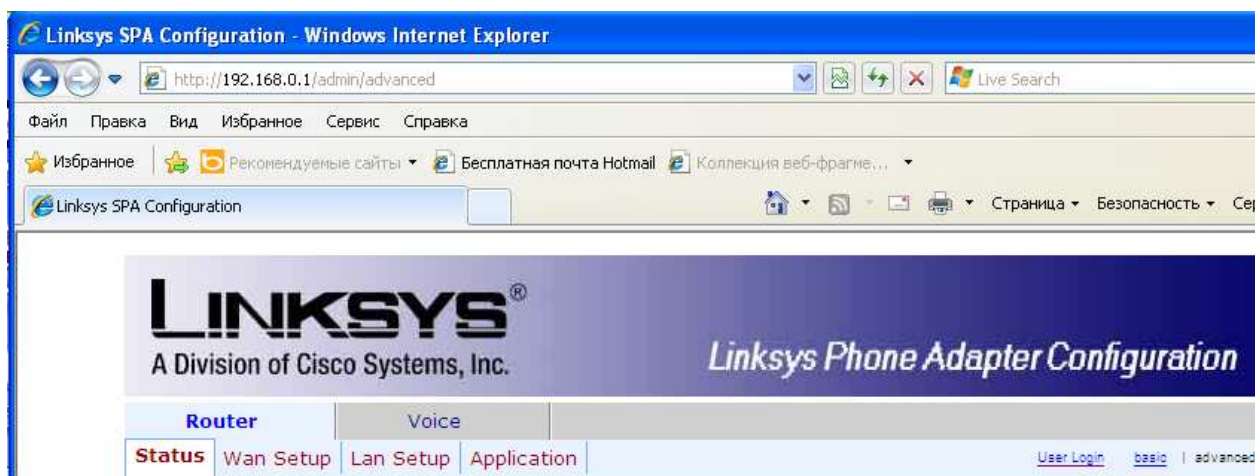 Linksys SPA Configuration - Windows Internet Explorer
http://192.168.0.1/admin/advanced
Live Search
Файл Правка Вид Избранное Сервис Справка
Избранное Рекомендуемые сайты Бесплатная почта Hotmail Коллекция веб-фрагме...
Linksys SPA Configuration Страница Безопасность Сер
LINKSYS®
A Division of Cisco Systems, Inc.
Linksys Phone Adapter Configuration
Router Voice
Status Wan Setup Lan Setup Application User Login basic | advanced